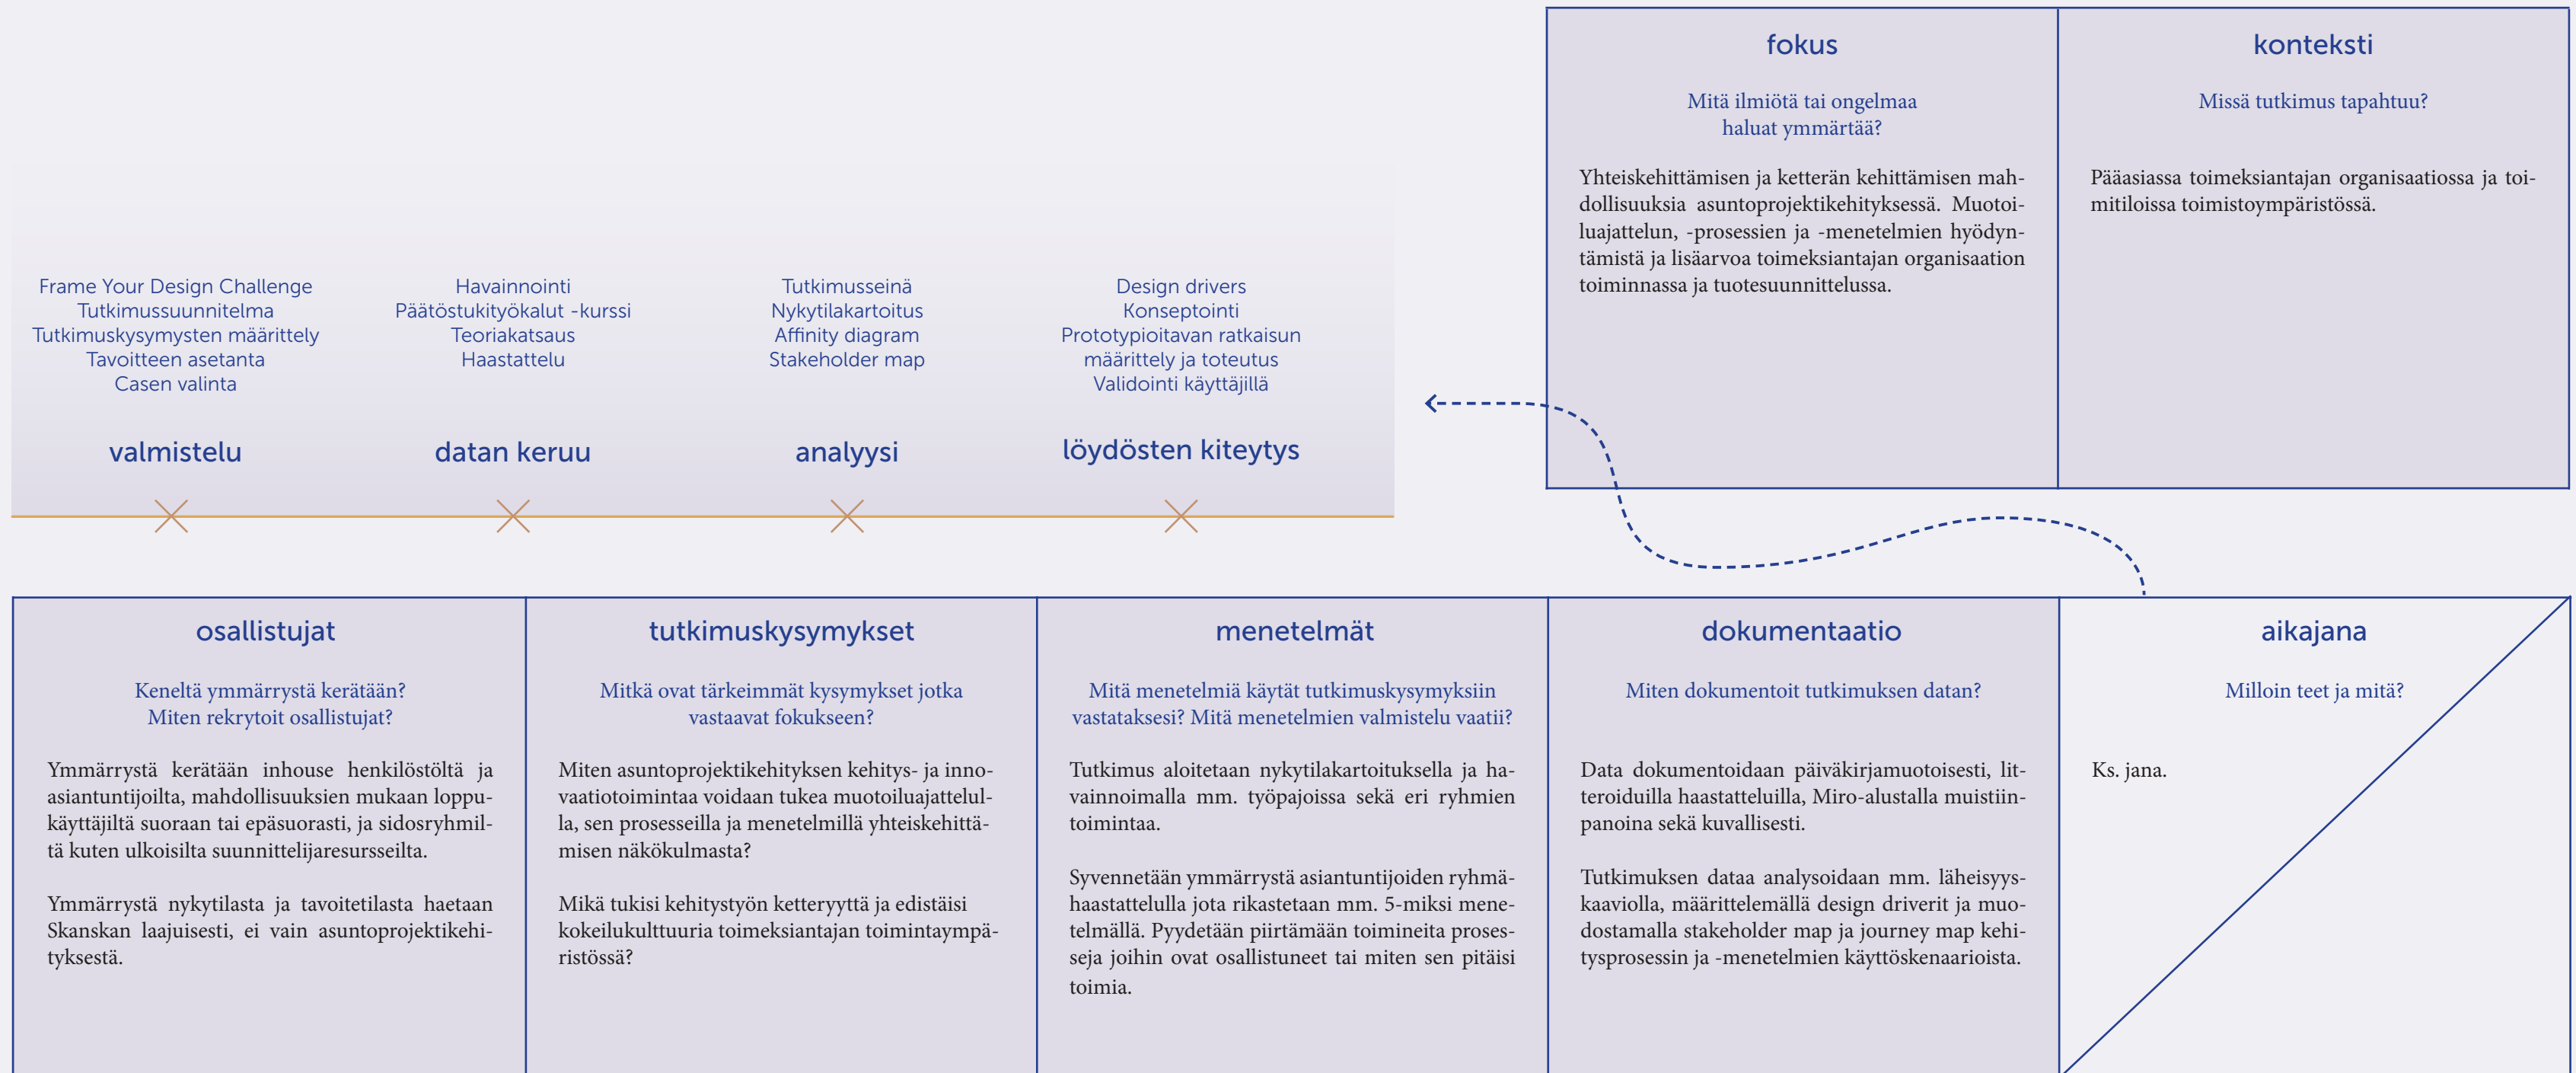 fokus
Mitä ilmiötä tai ongelmaa
haluat ymmärtää?
Yhteiskehittämisen ja ketterän kehittämisen mah-
dollisuuksia asuntoprojektikehityksessä. Muotoi-
luajattelun, -prosessien ja -menetelmien hyödyn-
tämistä ja lisäarvoa toimeksiantajan organisaation
toiminnassa ja tuotesuunnittelussa.
konteksti
Missä tutkimus tapahtuu?
Pääasiassa toimeksiantajan organisaatiossa ja toi-
mitiloissa toimistoympäristössä.
Frame Your Design Challenge
Tutkimussuunnitelma
Tutkimuskysymysten määrittely
Tavoitteen asetanta
Casen valinta
valmistelu
Havainnointi
Päätöstukityökalut -kurssi
Teoriakatsaus
Haastattelu
datan keruu
Tutkimusseinä
Nykytilakartoitus
Affinity diagram
Stakeholder map
analyysi
Design drivers
Konseptointi
Prototypioitavan ratkaisun
määrittely ja toteutus
Validointi käyttäjillä
löydösten kiteytys
osallistujat
Keneltä ymmärrystä kerätään?
Miten rekrytoit osallistujat?
Ymmärrystä kerätään inhouse henkilöstöltä ja
asiantuntijoilta, mahdollisuuksien mukaan loppu-
käyttäjiltä suoraan tai epäsuorasti, ja sidosryhmil-
tä kuten ulkoisilta suunnittelijaresursseilta.
Ymmärrystä nykytilasta ja tavoitetilasta haetaan
Skanskan laajuisesti, ei vain asuntoprojektikehi-
tyksestä.
tutkimuskysymykset
Mitkä ovat tärkeimmät kysymykset jotka
vastaavat fokukseen?
Miten asuntoprojektikehityksen kehitys- ja inno-
vaatiotoimintaa voidaan tukea muotoiluajattelul-
la, sen prosesseilla ja menetelmillä yhteiskehittä-
misen näkökulmasta?
Mikä tukisi kehitystyön ketteryyttä ja edistäisi
kokeilukulttuuria toimeksiantajan toimintaympä-
ristössä?
menetelmät
Mitä menetelmiä käytät tutkimuskysymyksiin
vastataksesi? Mitä menetelmien valmistelu vaatii?
Tutkimus aloitetaan nykytilakartoituksella ja ha-
vainnoimalla mm. työpajoissa sekä eri ryhmien
toimintaa.
Syvennetään ymmärrystä asiantuntijoiden ryhmä-
haastattelulla jota rikastetaan mm. 5-miksi mene-
telmällä. Pyydetään piirtämään toimineita proses-
seja joihin ovat osallistuneet tai miten sen pitäisi
toimia.
dokumentaatio
Miten dokumentoit tutkimuksen datan?
Data dokumentoidaan päiväkirjamuotoisesti, lit-
teroiduilla haastatteluilla, Miro-alustalla muistiin-
panoina sekä kuvallisesti.
Tutkimuksen dataa analysoidaan mm. läheisyys-
kaaviolla, määrittelemällä design driverit ja muo-
dostamalla stakeholder map ja journey map kehi-
tysprosessin ja -menetelmien käyttöskenaarioista.
aikajana
Milloin teet ja mitä?
Ks. jana.